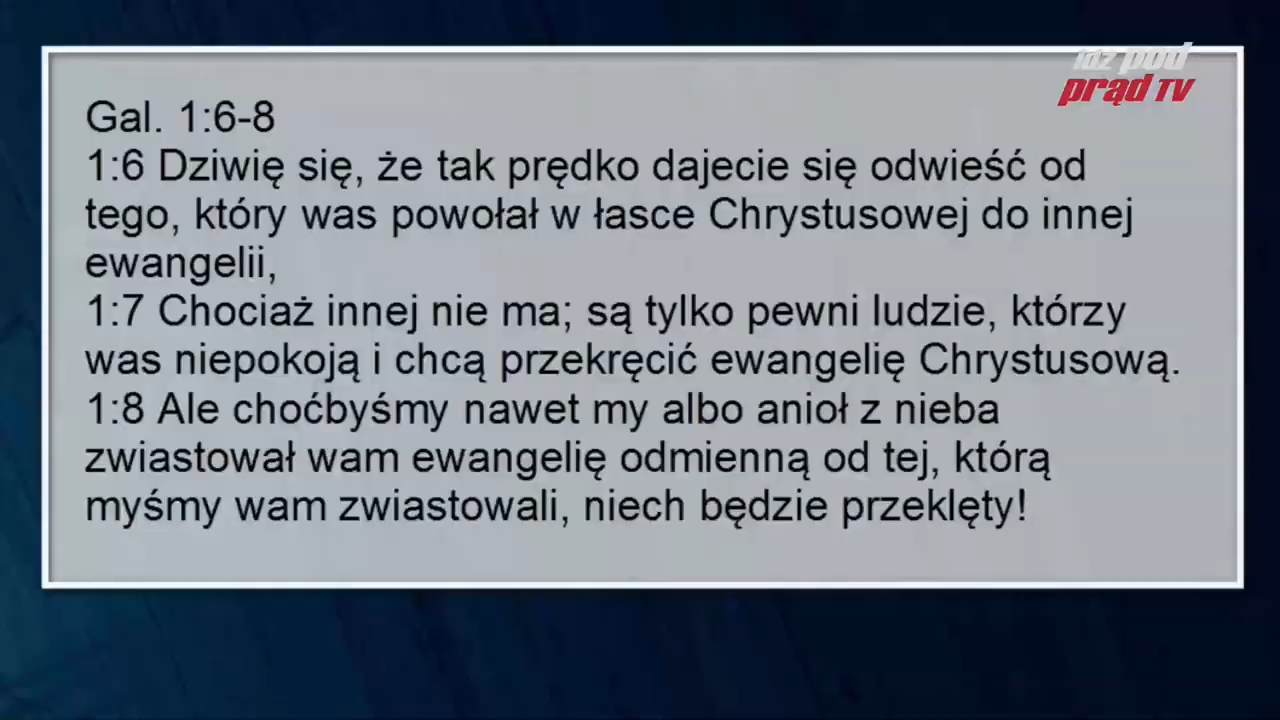 idź pod
prąd TV
Gal. 1:6-8
1:6 Dziwię się, że tak prędko dajecie się odwieść od
tego, który was powołał w łasce Chrystusowej do innej
ewangelii,
1:7 Chociaż innej nie ma; są tylko pewni ludzie, którzy
was niepokoją i chcą przekręcić ewangelię Chrystusową.
1:8 Ale choćbyśmy nawet my albo anioł z nieba
zwiastował wam ewangelię odmienną od tej, którą
myśmy wam zwiastowali, niech będzie przeklęty!